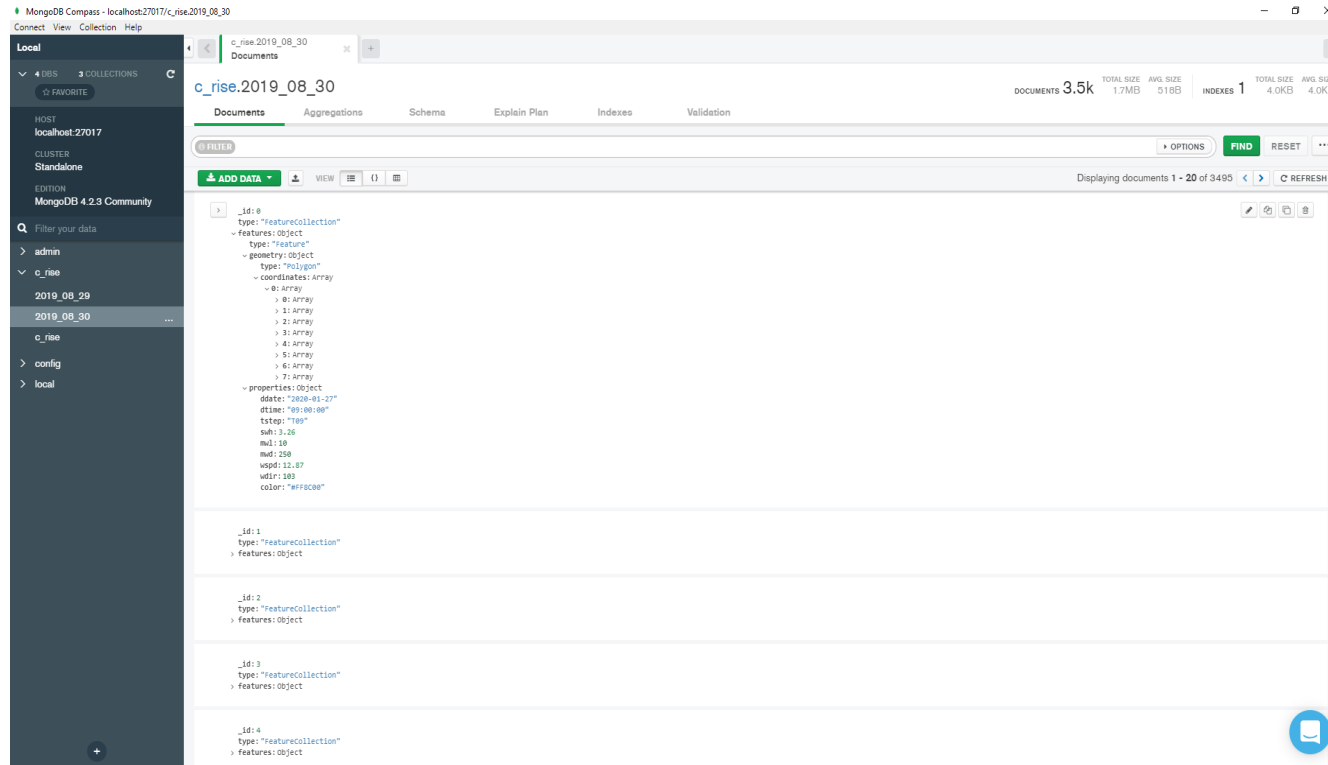 MongoDB Compass - localhost:27017/c_rise.2019_08_30
Connect View Collection Help
Local
4 DBS 3 COLLECTIONS
☆ FAVORITE
HOST
localhost:27017
CLUSTER
Standalone
EDITION
MongoDB 4.2.3 Community
Filter your data
admin
c_rise
2019_08_29
2019_08_30 ...
c_rise
config
local
+
c_rise.2019_08_30
Documents
+
c_rise.2019_08_30
DOCUMENTS 3.5k TOTAL SIZE 1.7MB AVG. SIZE 518B INDEXES 1 TOTAL SIZE 4.0KB AVG. SIZ 4.0K
Documents Aggregations Schema Explain Plan Indexes Validation
FILTER OPTIONS FIND RESET ...
ADD DATA VIEW {} Displaying documents 1 - 20 of 3495 < > REFRESH
_id:0
type:"FeatureCollection"
features:Object
type:"Feature"
geometry:Object
type:"Polygon"
coordinates:Array
0:Array
0:Array
1:Array
2:Array
3:Array
4:Array
5:Array
6:Array
7:Array
properties:Object
ddate:"2020-01-27"
dtime:"09:00:00"
tstep:"T09"
swh:3.26
mwl:10
mwd:250
wspd:12.87
wdir:103
color:"#FF8C00"
_id:1
type:"FeatureCollection"
features:Object
_id:2
type:"FeatureCollection"
features:Object
_id:3
type:"FeatureCollection"
features:Object
_id:4
type:"FeatureCollection"
features:Object